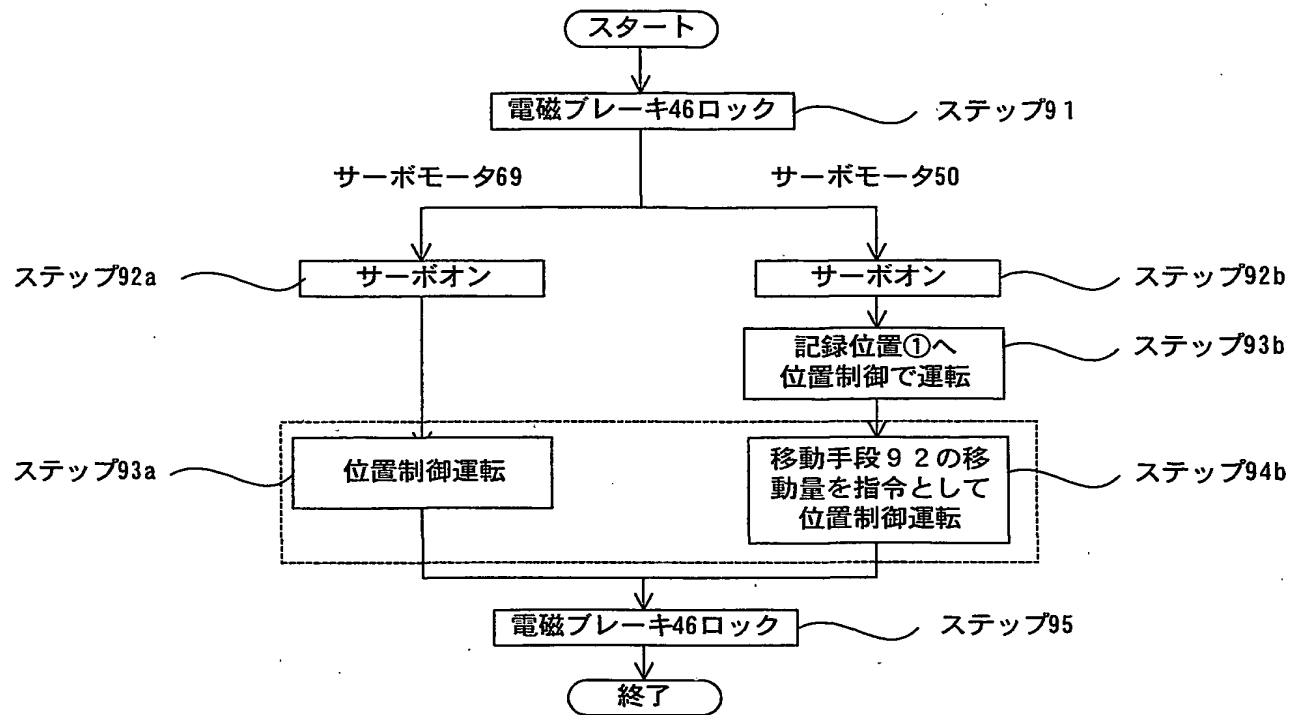 スタート
電磁ブレーキ46ロック
ステップ91
サーボモータ69
サーボモータ50
ステップ92a
サーボオン
サーボオン
ステップ92b
記録位置①へ
位置制御で運転
ステップ93b
ステップ93a
位置制御運転
移動手段92の移
動量を指令として
位置制御運転
ステップ94b
電磁ブレーキ46ロック
ステップ95
終了